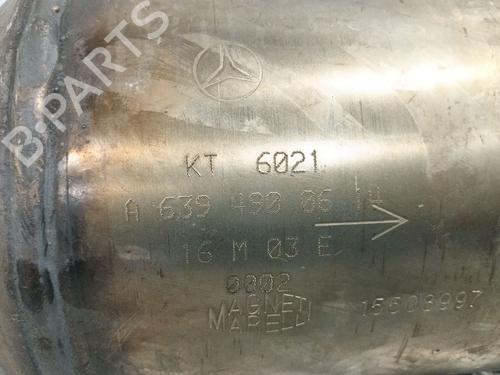 B-PARTS
KT 6021
A 639 490 06 14
16 M 03 E
0002
MAGNETI
MARELLI 15503997